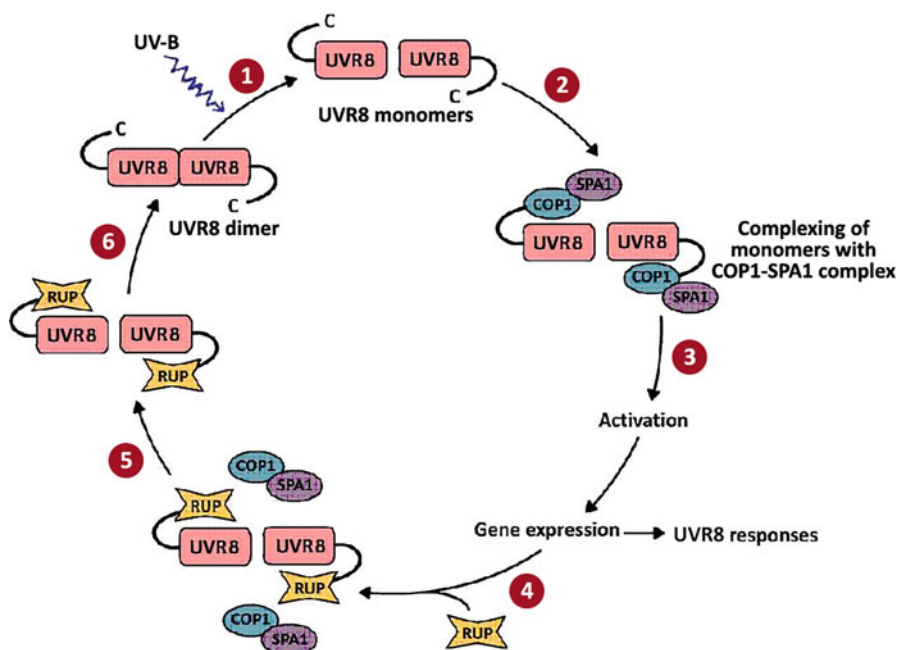 UV-B
1
C
UVR8
UVR8
C
UVR8 monomers
2
C
UVR8
UVR8
C
UVR8 dimer
SPA1
COP1
UVR8
UVR8
COP1
SPA1
Complexing of
monomers with
COP1-SPA1 complex
6
RUP
UVR8
UVR8
RUP
3
Activation
5
COP1
SPA1
RUP
UVR8
UVR8
RUP
COP1
SPA1
Gene expression
UVR8 responses
4
RUP